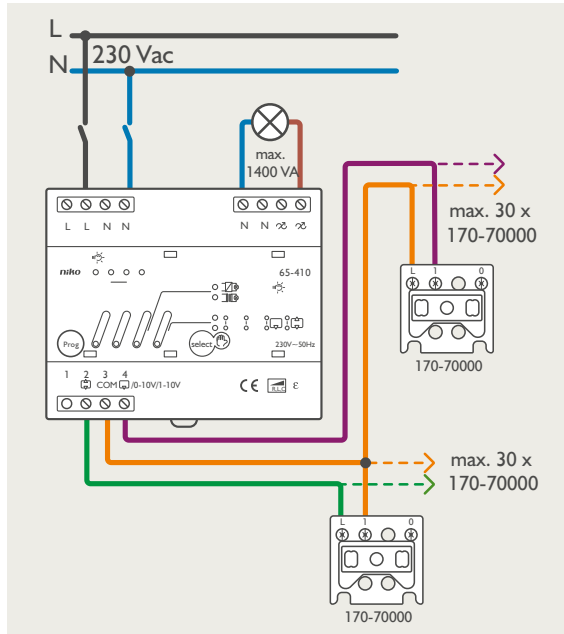 L
N
230 Vac
max.
1400 VA
L L N N
N N
niko
65-410
Prog
select
230V~50Hz
1 2 3 4
COM /0-10V/1-10V
CE R,L,C ε
max. 30 x
170-70000
L 1 0
170-70000
max. 30 x
170-70000
L 1 0
170-70000